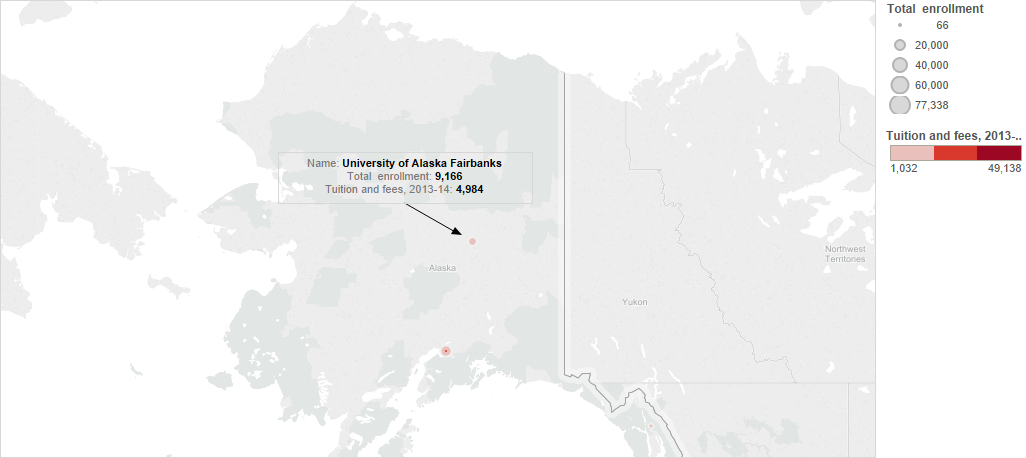 Total enrollment
66
20,000
40,000
60,000
77,338
Tuition and fees, 2013-..
1,032 49,138
Name: University of Alaska Fairbanks
Total enrollment: 9,166
Tuition and fees, 2013-14: 4,984
Alaska
Yukon
Northwest
Territories